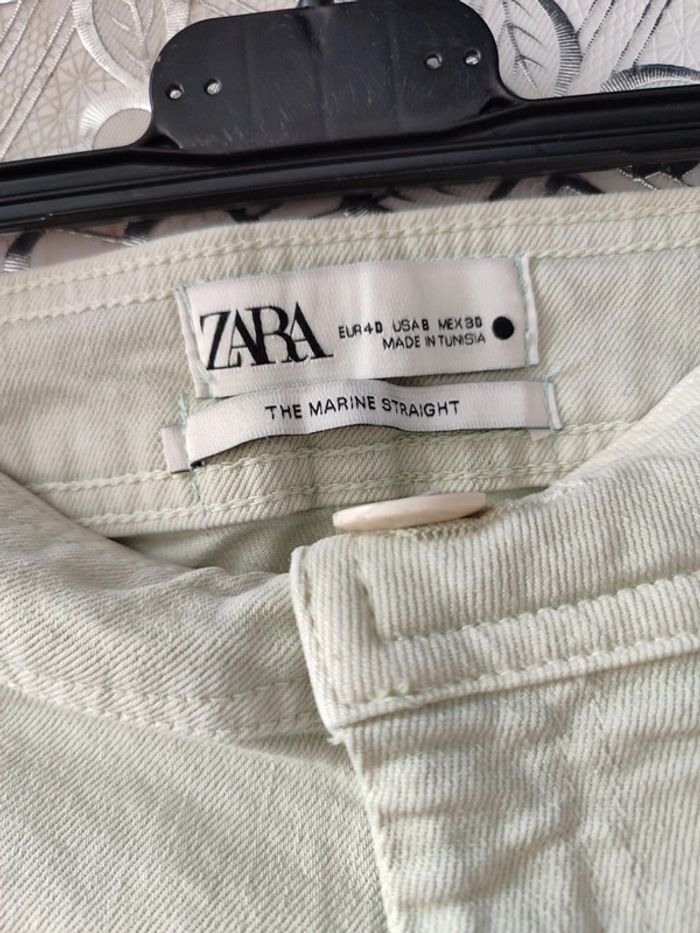 ZARA
EUR 40 USA 8 MEX 30
MADE IN TUNISIA
THE MARINE STRAIGHT